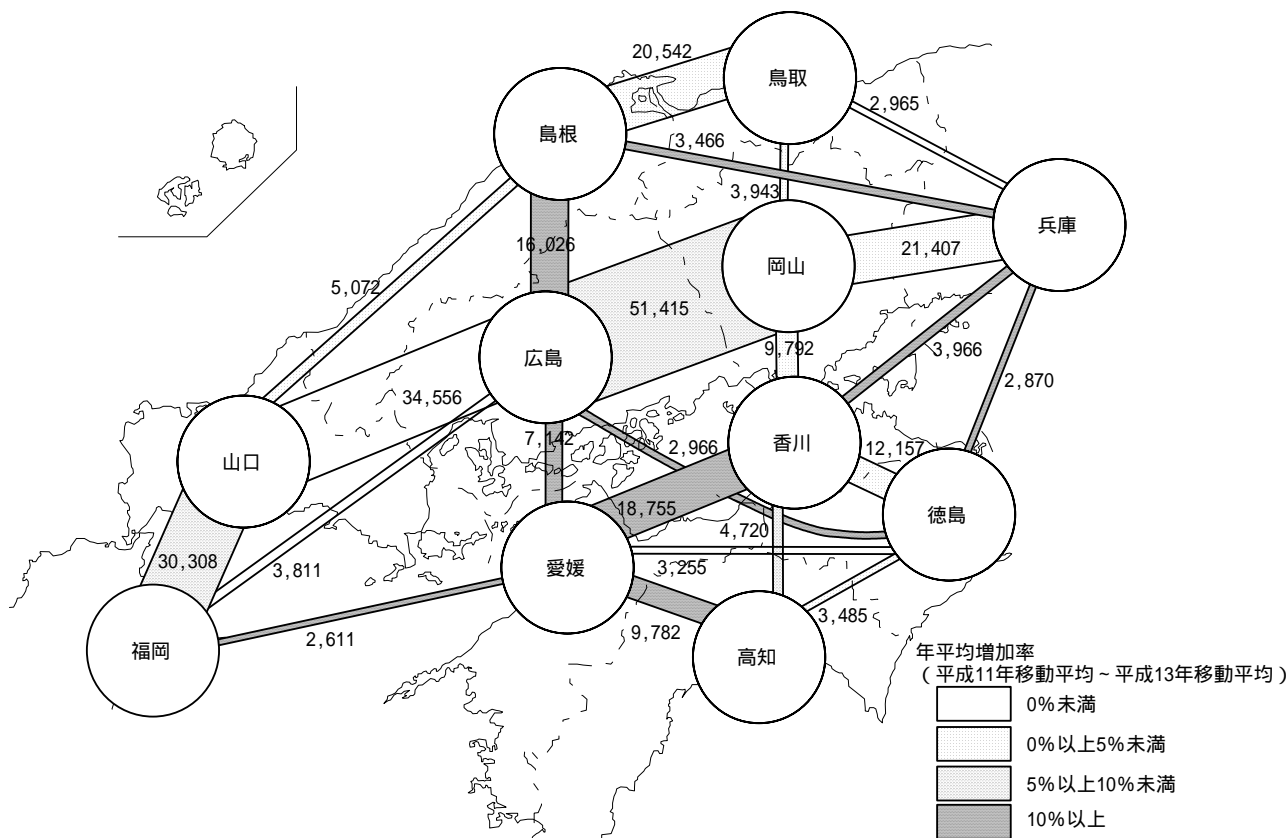 20,542
鳥取
2,965
島根
3,466
3,943
兵庫
16,026
岡山
21,407
5,072
51,415
広島
9,792
3,966
2,870
34,556
7,142
2,966
香川
12,157
山口
18,755
徳島
4,720
30,308
3,811
愛媛
3,255
3,485
2,611
9,782
福岡
高知
年平均増加率
(平成11年移動平均~平成13年移動平均)
0%未満
0%以上5%未満
5%以上10%未満
10%以上